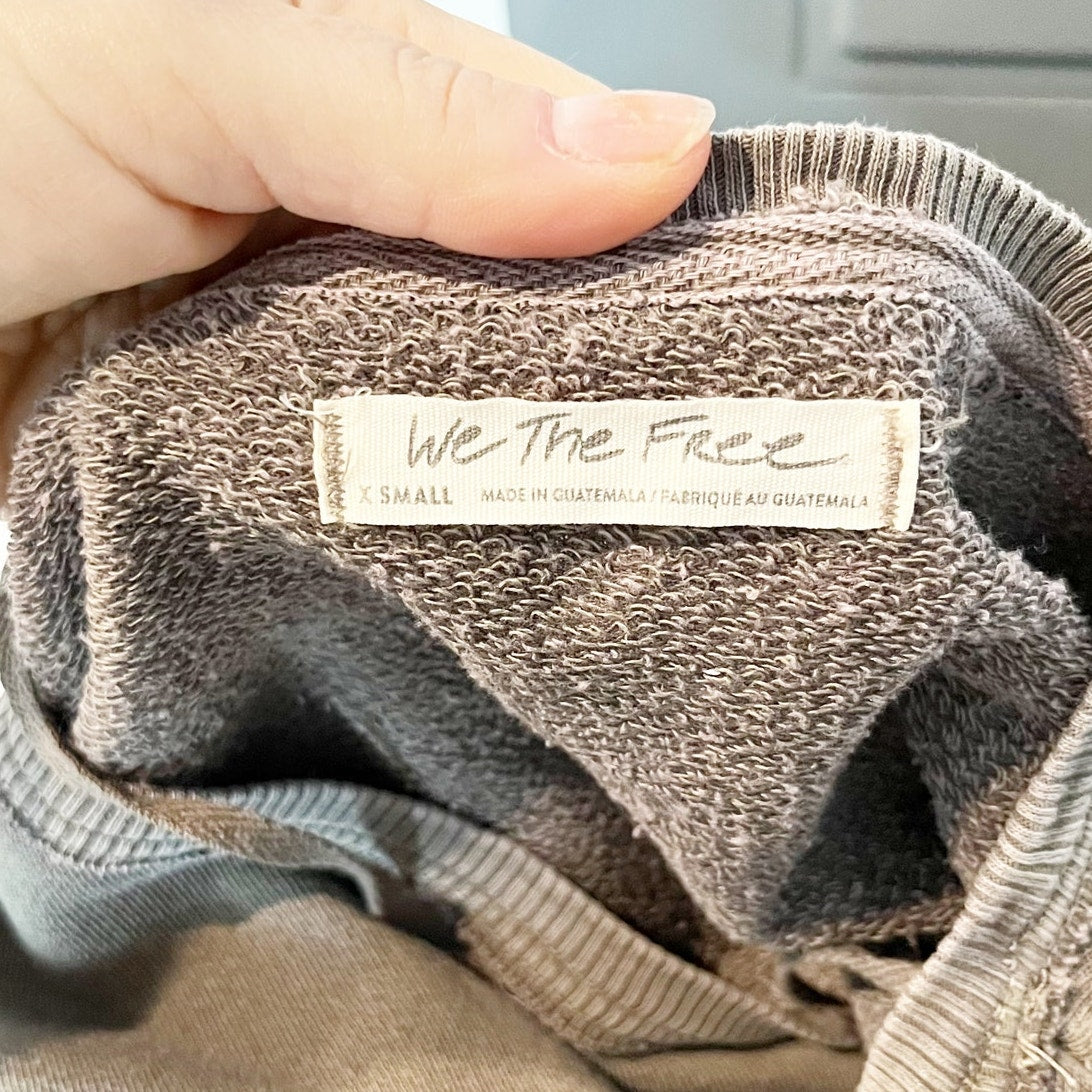 We The Free
X SMALL MADE IN GUATEMALA / FABRIQUÉ AU GUATEMALA